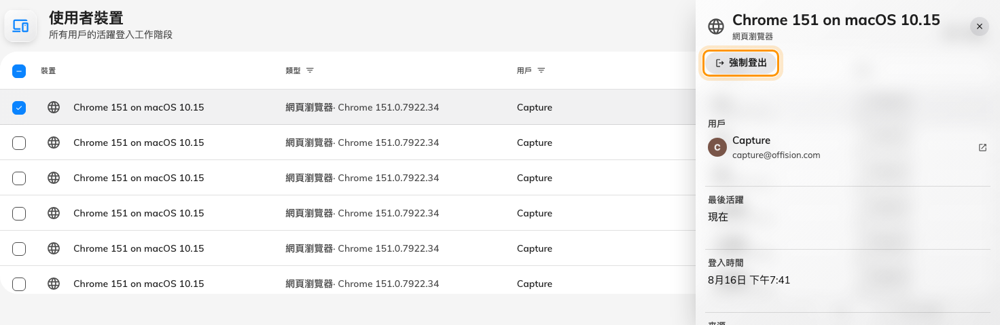 使用者裝置
所有用戶的活躍登入工作階段
裝置 類型 用戶
Chrome 151 on macOS 10.15 網頁瀏覽器· Chrome 151.0.7922.34 Capture
Chrome 151 on macOS 10.15 網頁瀏覽器· Chrome 151.0.7922.34 Capture
Chrome 151 on macOS 10.15 網頁瀏覽器· Chrome 151.0.7922.34 Capture
Chrome 151 on macOS 10.15 網頁瀏覽器· Chrome 151.0.7922.34 Capture
Chrome 151 on macOS 10.15 網頁瀏覽器· Chrome 151.0.7922.34 Capture
Chrome 151 on macOS 10.15 網頁瀏覽器· Chrome 151.0.7922.34 Capture
Chrome 151 on macOS 10.15
網頁瀏覽器
強制登出
用戶
C
Capture
capture@offision.com
最後活躍
現在
登入時間
8月16日 下午7:41
來源